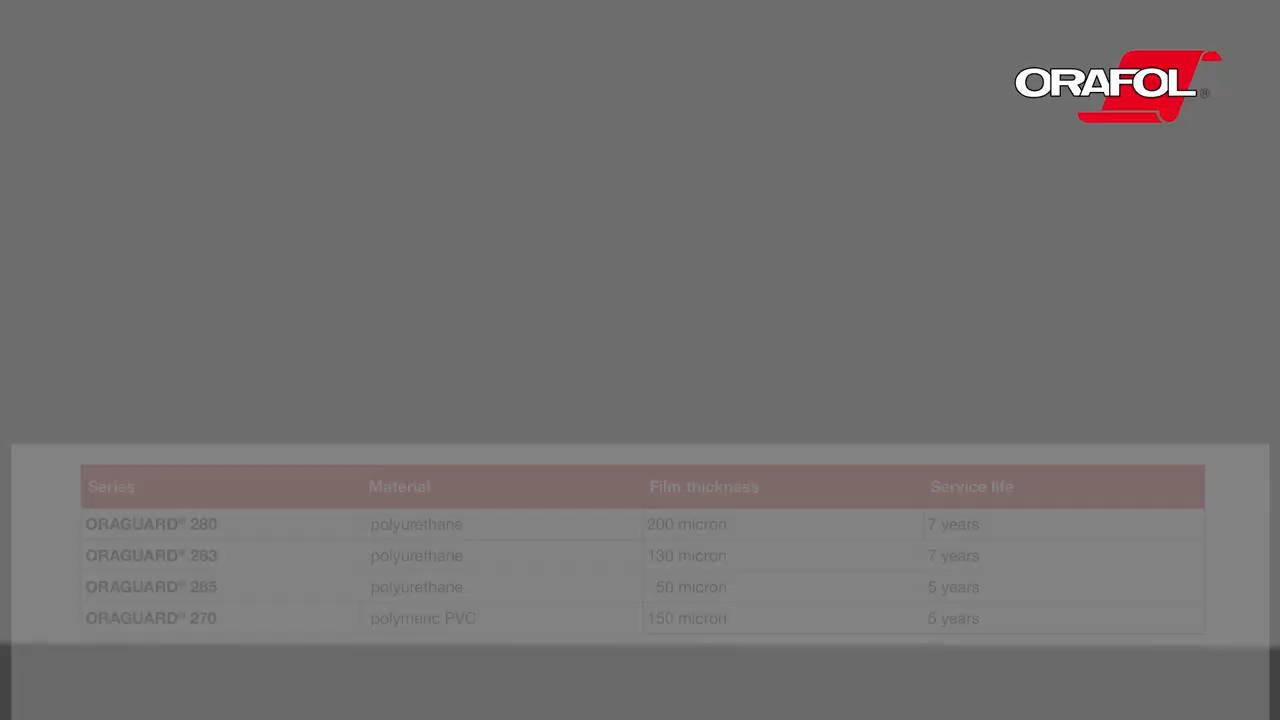 ORAFOL®
Series Material Film thickness Service life
ORAGUARD® 280 polyurethane 200 micron 7 years
ORAGUARD® 283 polyurethane 130 micron 7 years
ORAGUARD® 285 polyurethane 50 micron 5 years
ORAGUARD® 270 polymeric PVC 150 micron 5 years